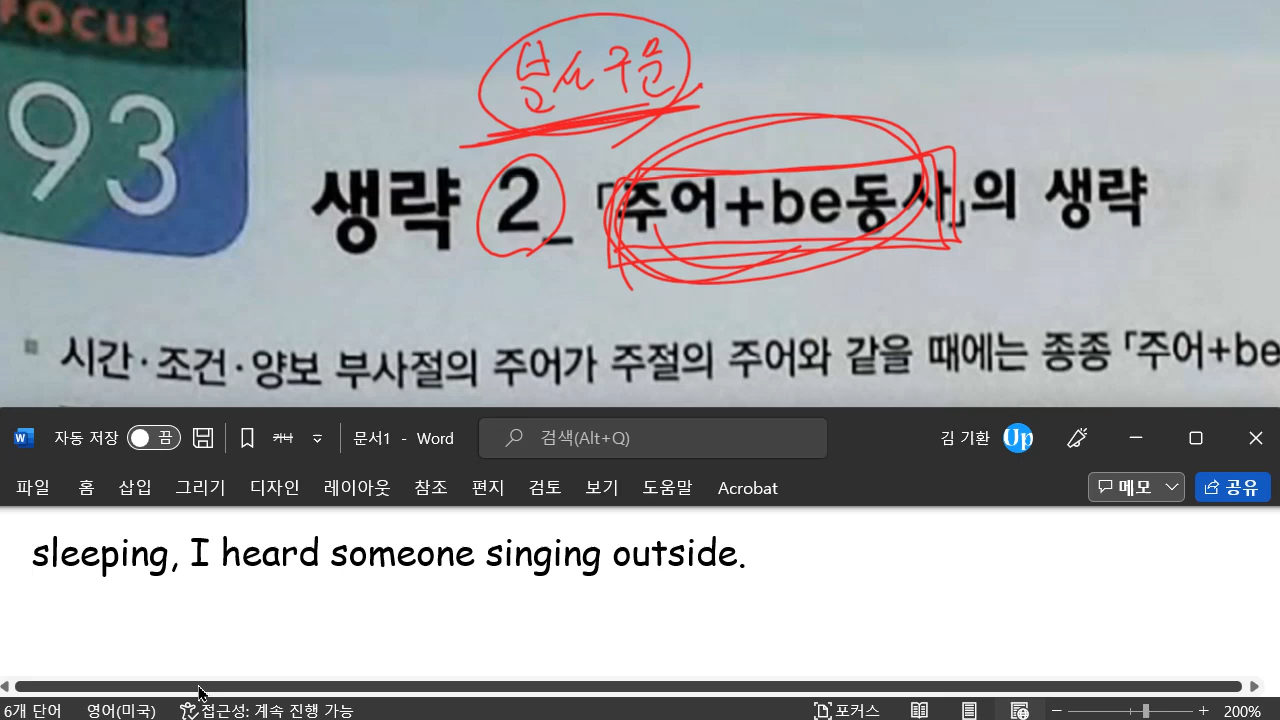 Focus
93
분사구문
생략 2_ 「주어+be동사」의 생략
시간·조건·양보 부사절의 주어가 주절의 주어와 같을 때에는 종종 「주어+be
자동 저장 끔 가나 문서1 - Word 검색(Alt+Q) 김 기환 Up
파일 홈 삽입 그리기 디자인 레이아웃 참조 편지 검토 보기 도움말 Acrobat 메모 공유
sleeping, I heard someone singing outside.
6개 단어 영어(미국) 접근성: 계속 진행 가능 포커스 200%